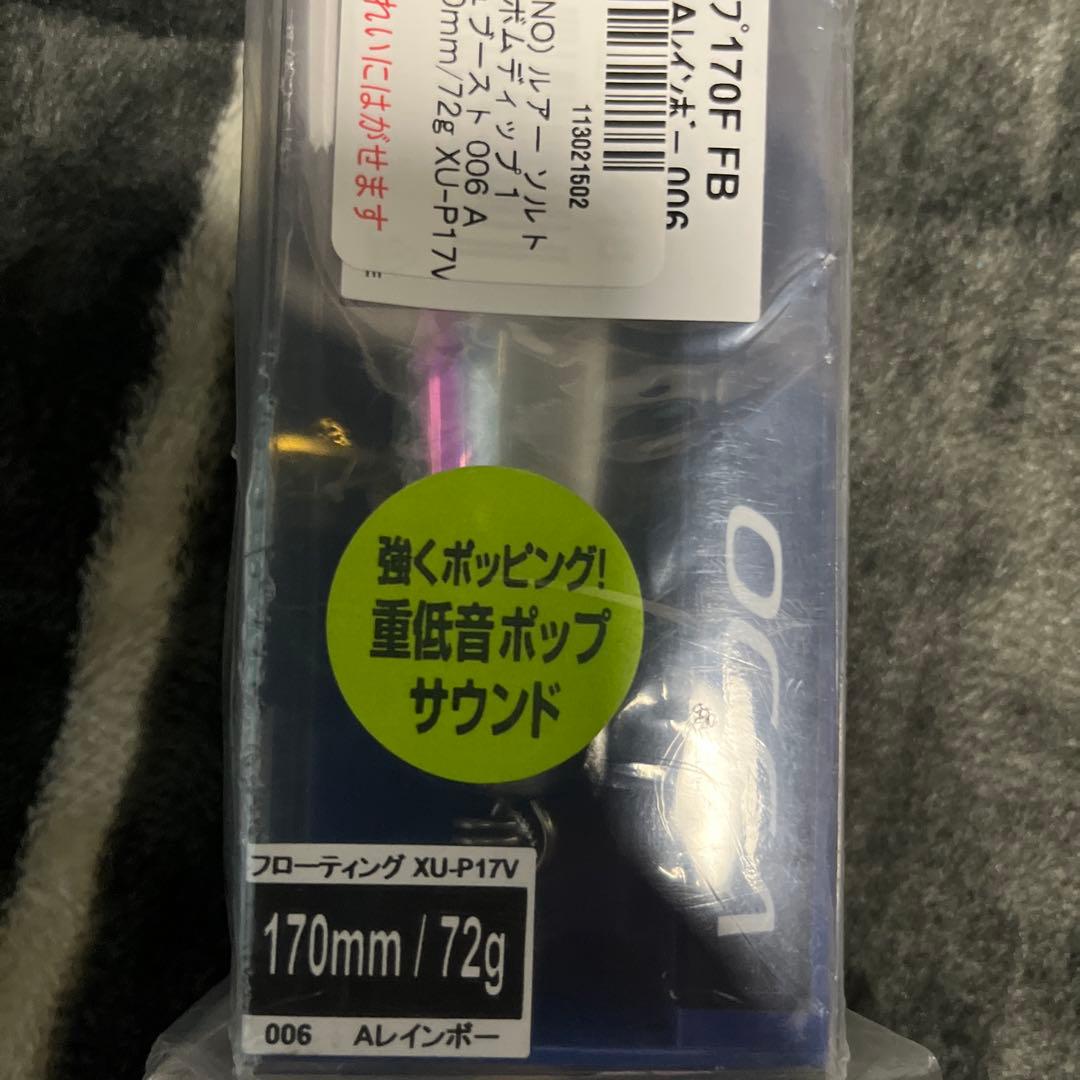 プ170F FB
Aレインボー 006
113021502
NO) ルアー ソルト
ボムディップ 1
ブースト 006 A
0mm/72g XU-P17V
れいにはがせます
強くポッピング!
重低音ポップ
サウンド
OCEA
フローティング XU-P17V
170mm / 72g
006 Aレインボー